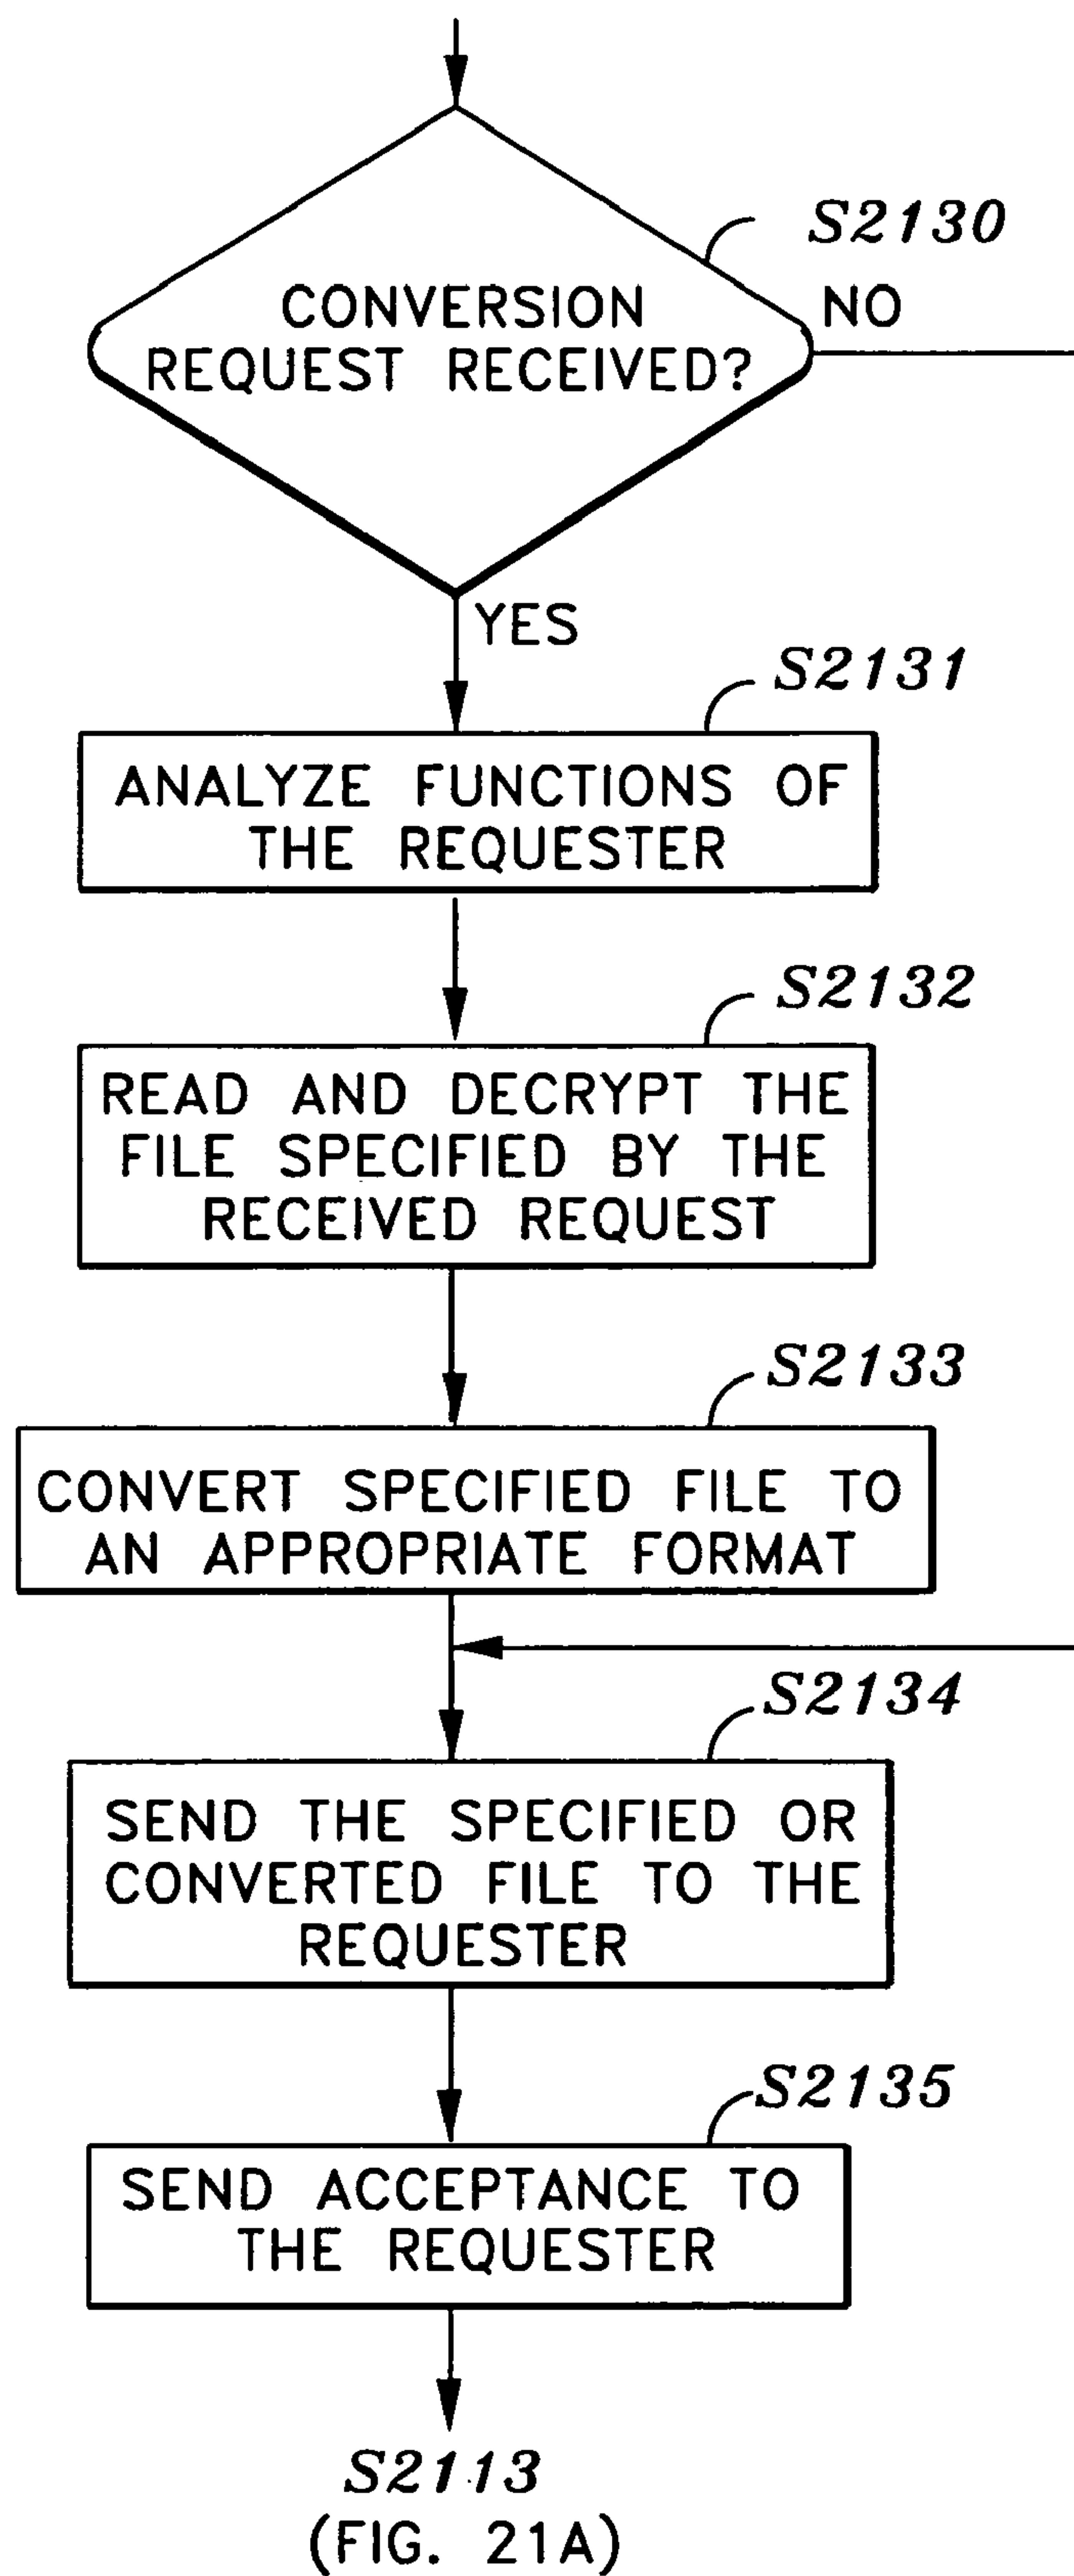 S2130
CONVERSION
REQUEST RECEIVED?
NO
YES
S2131
ANALYZE FUNCTIONS OF
THE REQUESTER
S2132
READ AND DECRYPT THE
FILE SPECIFIED BY THE
RECEIVED REQUEST
S2133
CONVERT SPECIFIED FILE TO
AN APPROPRIATE FORMAT
S2134
SEND THE SPECIFIED OR
CONVERTED FILE TO THE
REQUESTER
S2135
SEND ACCEPTANCE TO
THE REQUESTER
S2113
(FIG. 21A)